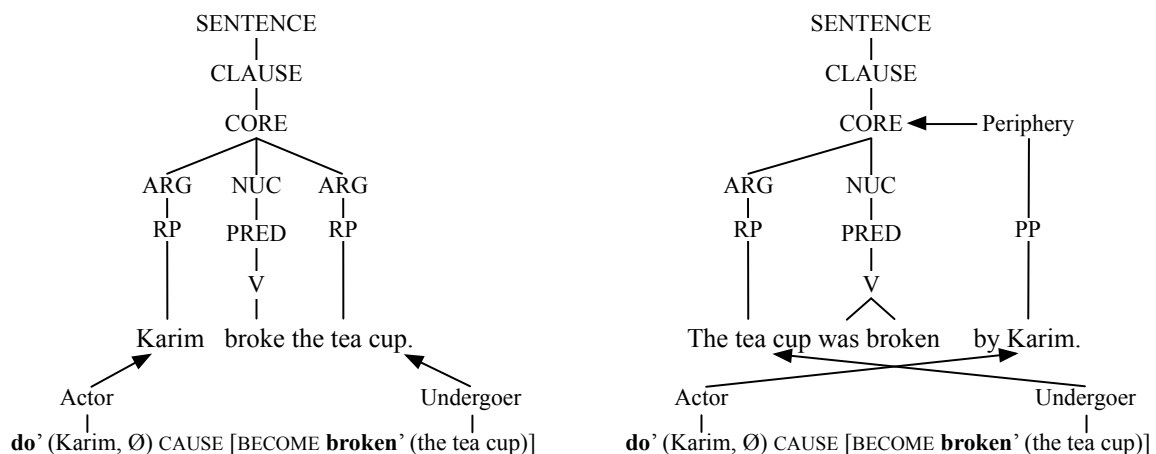 SENTENCE SENTENCE
CLAUSE CLAUSE
CORE CORE Periphery
ARG NUC ARG ARG NUC
RP PRED RP RP PRED PP
V V
Karim broke the tea cup. The tea cup was broken by Karim.
Actor Undergoer Actor Undergoer
do’ (Karim, Ø) CAUSE [BECOME broken’ (the tea cup)] do’ (Karim, Ø) CAUSE [BECOME broken’ (the tea cup)]